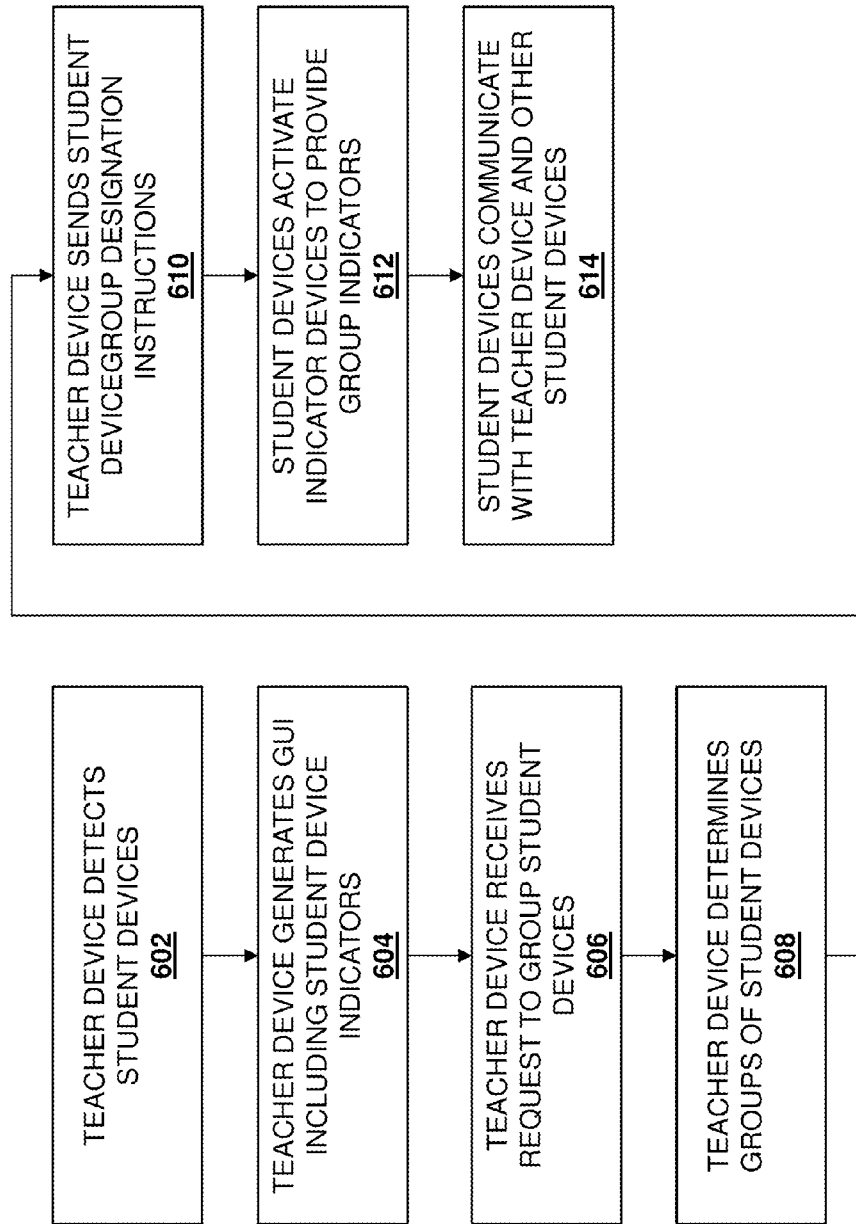 TEACHER DEVICE DETECTS
STUDENT DEVICES
602
TEACHER DEVICE GENERATES GUI
INCLUDING STUDENT DEVICE
INDICATORS
604
TEACHER DEVICE RECEIVES
REQUEST TO GROUP STUDENT
DEVICES
606
TEACHER DEVICE DETERMINES
GROUPS OF STUDENT DEVICES
608
TEACHER DEVICE SENDS STUDENT
DEVICEGROUP DESIGNATION
INSTRUCTIONS
610
STUDENT DEVICES ACTIVATE
INDICATOR DEVICES TO PROVIDE
GROUP INDICATORS
612
STUDENT DEVICES COMMUNICATE
WITH TEACHER DEVICE AND OTHER
STUDENT DEVICES
614